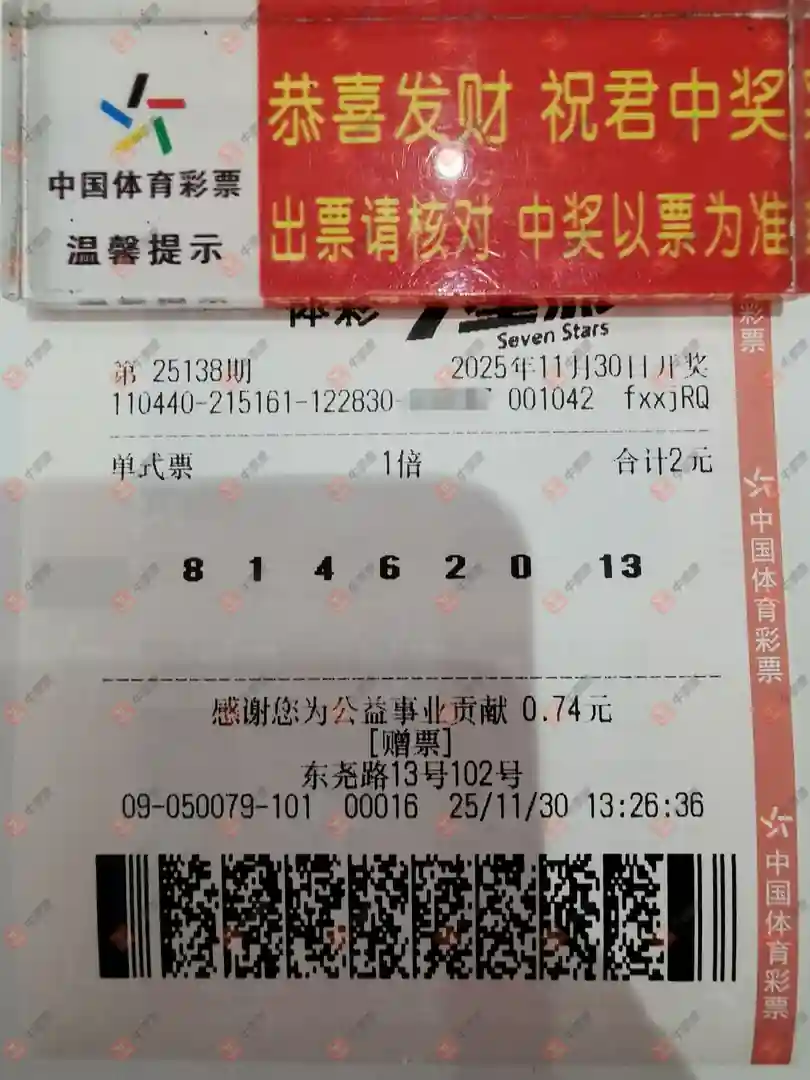 恭喜发财 祝君中奖
中国体育彩票
出票请核对 中奖以票为准
温馨提示
体彩 7星彩
Seven Stars
彩票
第 25138期 2025年11月30日开奖
110440-215161-122830- 001042 fxxjRQ
单式票 1倍 合计2元
中国体育彩票
8 1 4 6 2 0 13
感谢您为公益事业贡献 0.74元
[赠票]
东尧路13号102号
09-050079-101 00016 25/11/30 13:26:36
中国体育彩票